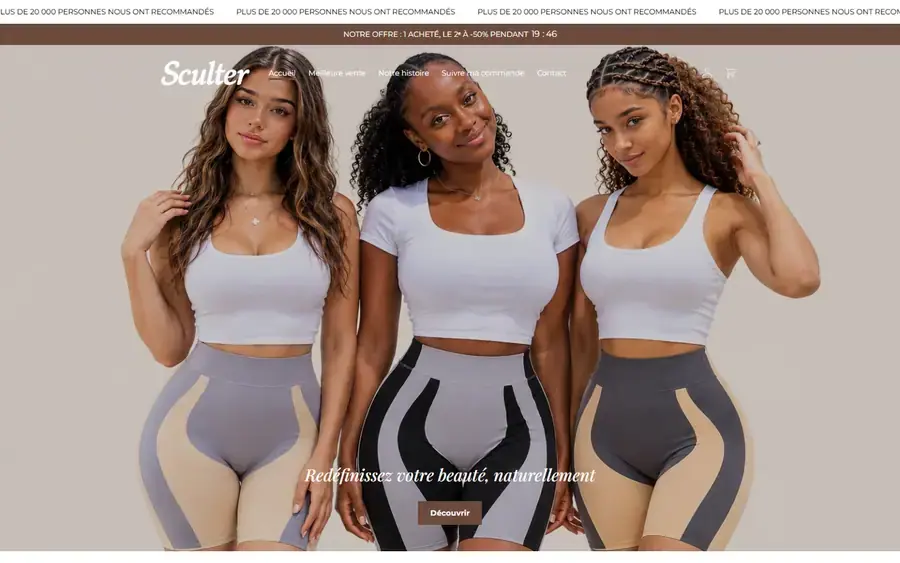 LUS DE 20 000 PERSONNES NOUS ONT RECOMMANDÉS PLUS DE 20 000 PERSONNES NOUS ONT RECOMMANDÉS PLUS DE 20 000 PERSONNES NOUS ONT RECOMMANDÉS PLUS DE 20 000 PERSONNES NOUS ONT RECOM
NOTRE OFFRE : 1 ACHETÉ, LE 2ᵉ À -50% PENDANT 19 : 46
Sculter Accueil Meilleure vente Notre histoire Suivre ma commande Contact
Redéfinissez votre beauté, naturellement
Découvrir